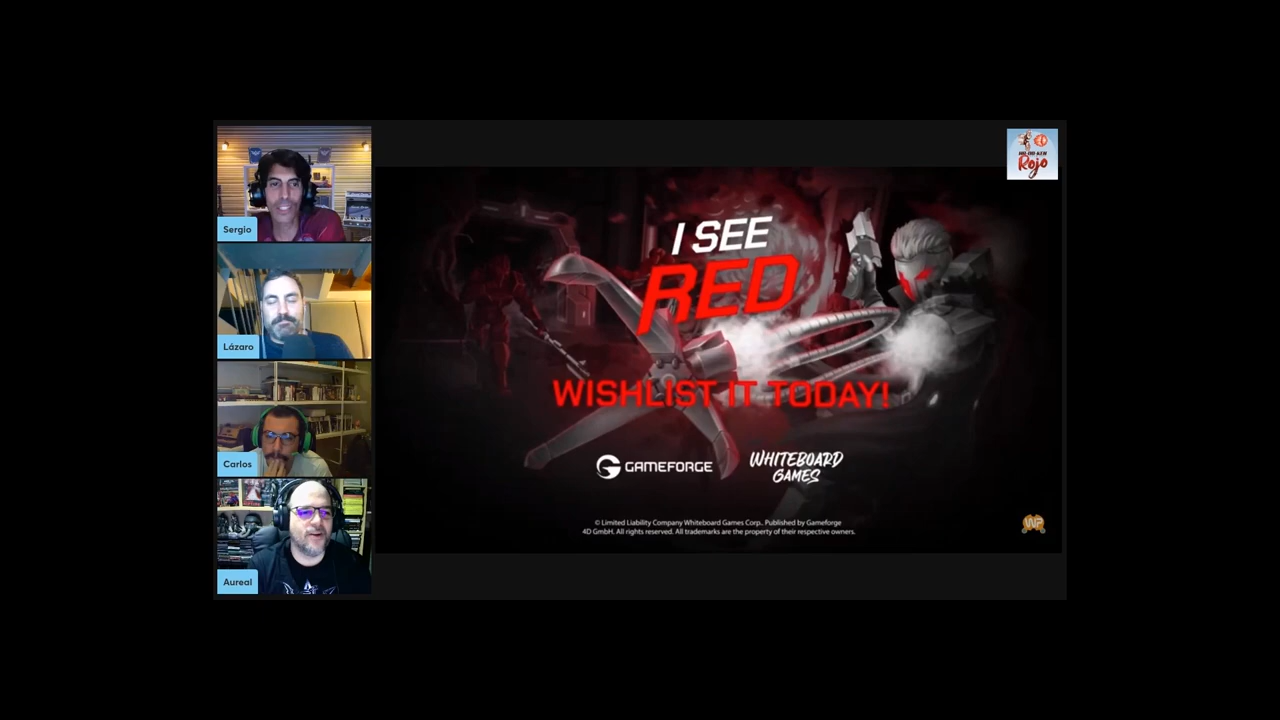 Sergio
Lázaro
Carlos
Aureal
Rojo
I SEE
RED
WISHLIST IT TODAY!
GAMEFORGE
WHITEBOARD
GAMES
© Limited Liability Company Whiteboard Games Corp.. Published by Gameforge
4D GmbH. All rights reserved. All trademarks are the property of their respective owners.
WP